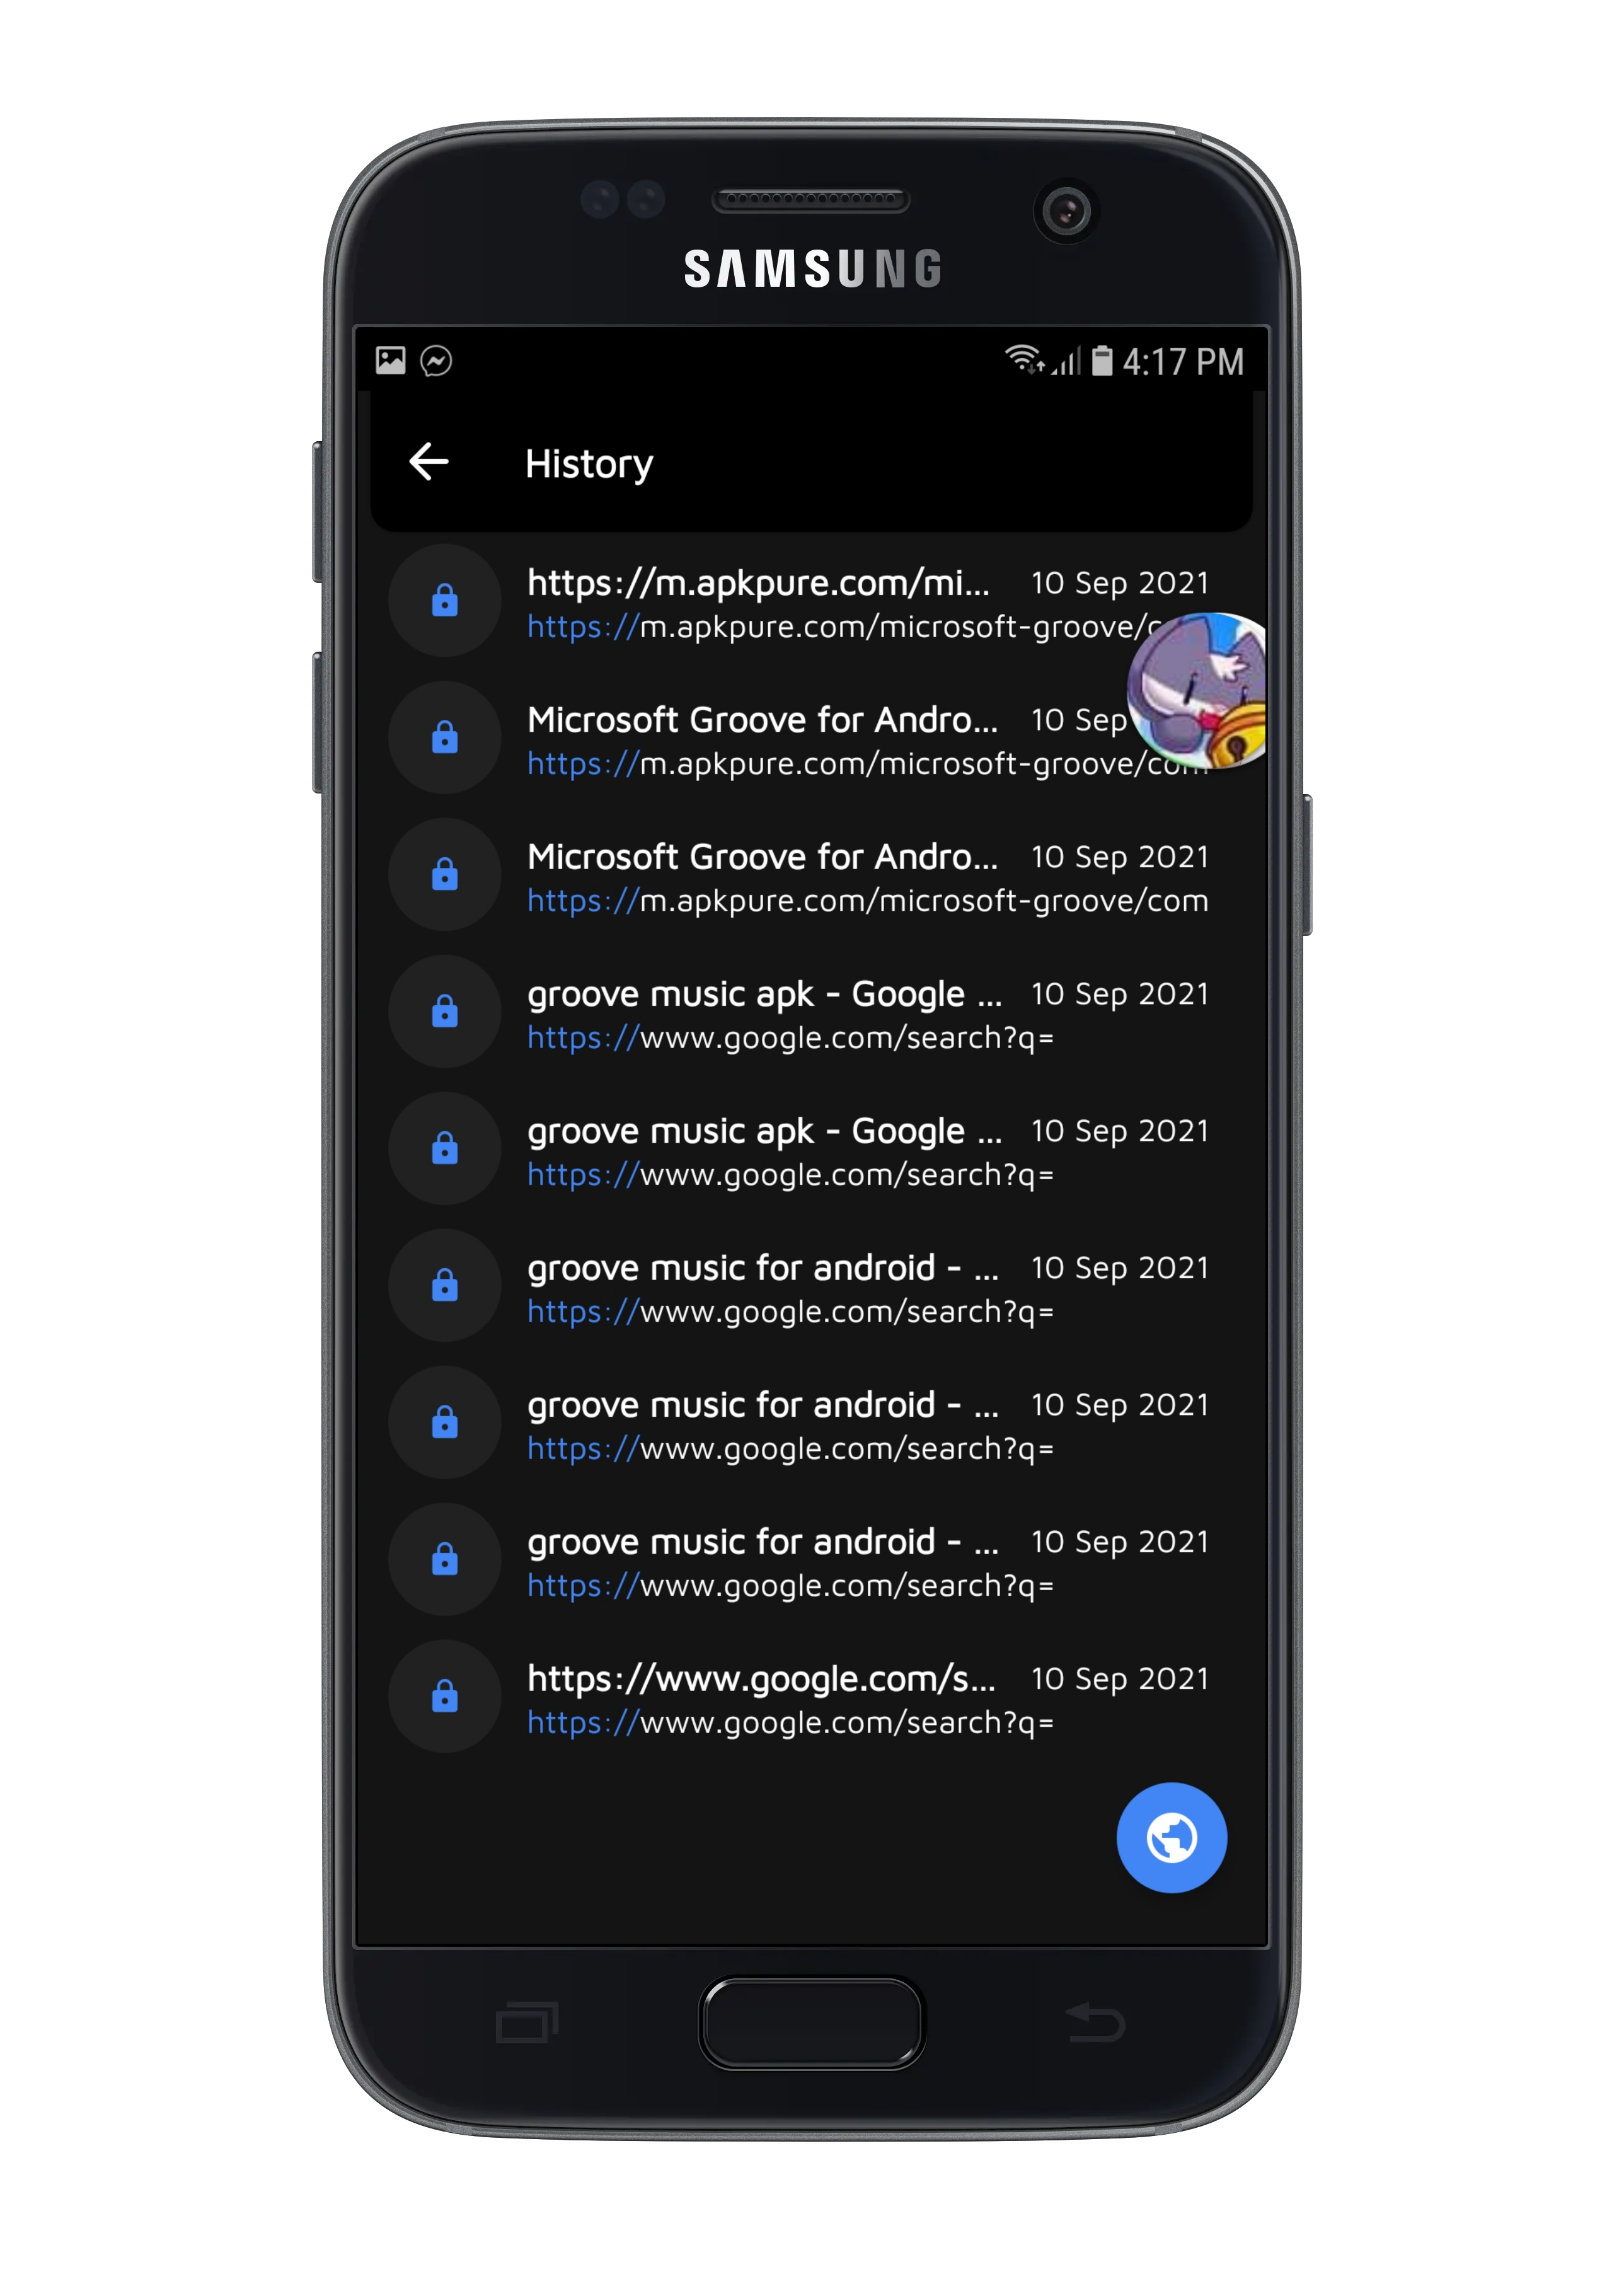 SAMSUNG
4:17 PM
History
https://m.apkpure.com/mi... 10 Sep 2021
https://m.apkpure.com/microsoft-groove/c
Microsoft Groove for Andro... 10 Sep
https://m.apkpure.com/microsoft-groove/com
Microsoft Groove for Andro... 10 Sep 2021
https://m.apkpure.com/microsoft-groove/com
groove music apk - Google ... 10 Sep 2021
https://www.google.com/search?q=
groove music apk - Google ... 10 Sep 2021
https://www.google.com/search?q=
groove music for android - ... 10 Sep 2021
https://www.google.com/search?q=
groove music for android - ... 10 Sep 2021
https://www.google.com/search?q=
groove music for android - ... 10 Sep 2021
https://www.google.com/search?q=
https://www.google.com/s... 10 Sep 2021
https://www.google.com/search?q=